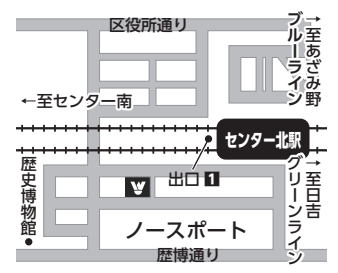 区役所通り
ブルーライン
→至あざみ野
←至センター南
センター北駅
出口 1
歴史博物館
グリーンライン
→至日吉
ノースポート
歴博通り